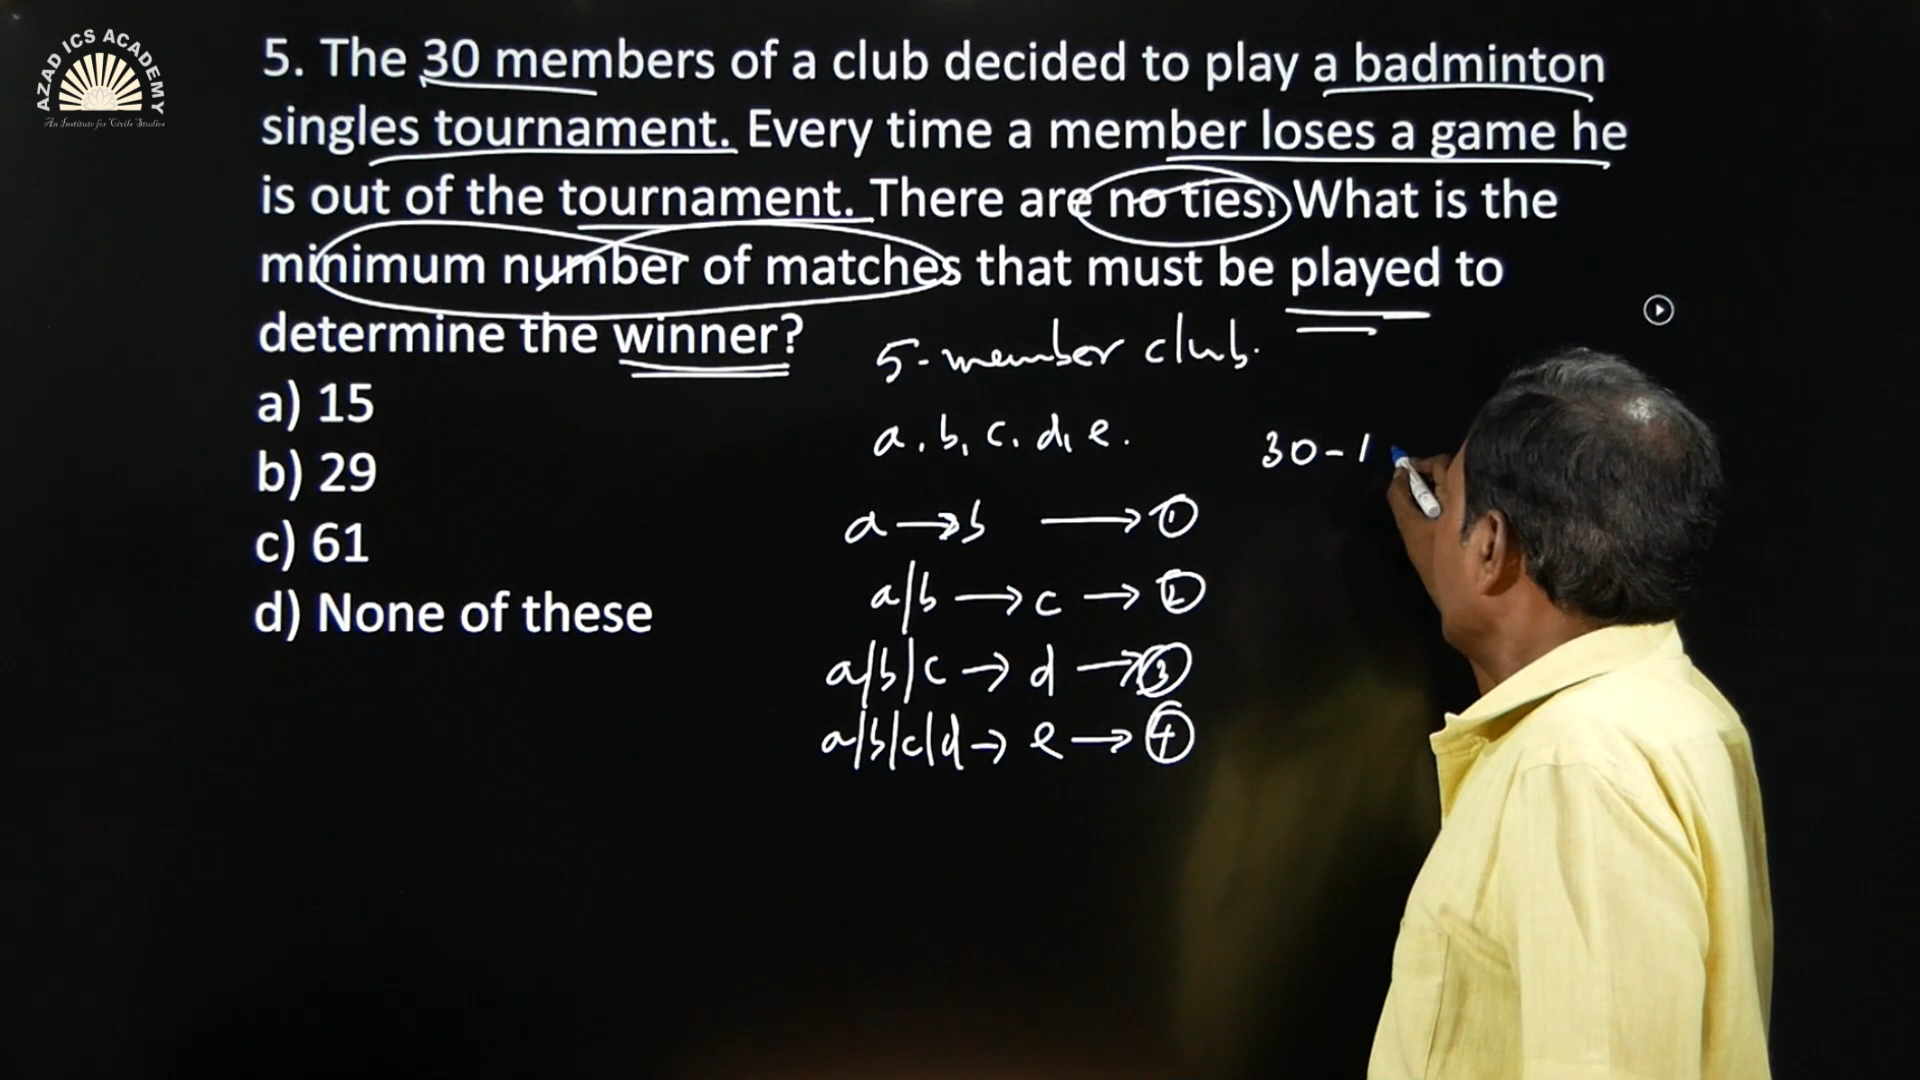 AZAD ICS ACADEMY
An Institute for Civils Studies
5. The 30 members of a club decided to play a badminton
singles tournament. Every time a member loses a game he
is out of the tournament. There are no ties. What is the
minimum number of matches that must be played to
determine the winner?
a) 15
b) 29
c) 61
d) None of these
5-member club.
a, b, c, d, e.
30-1
a → b → 1
a/b → c → 2
a/b/c → d → 3
a/b/c/d → e → 4